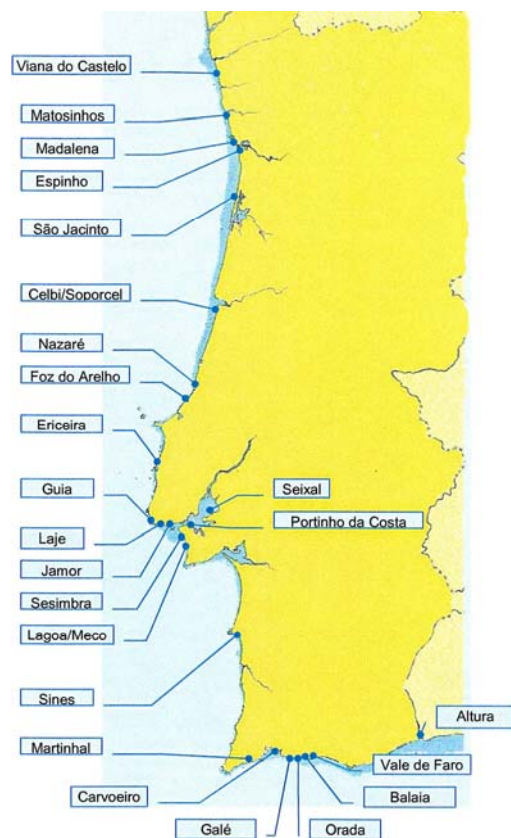 Viana do Castelo
Matosinhos
Madalena
Espinho
São Jacinto
Celbi/Soporcel
Nazaré
Foz do Arelho
Ericeira
Guia
Seixal
Portinho da Costa
Laje
Jamor
Sesimbra
Lagoa/Meco
Sines
Altura
Martinhal
Vale de Faro
Carvoeiro
Balaia
Galé
Orada